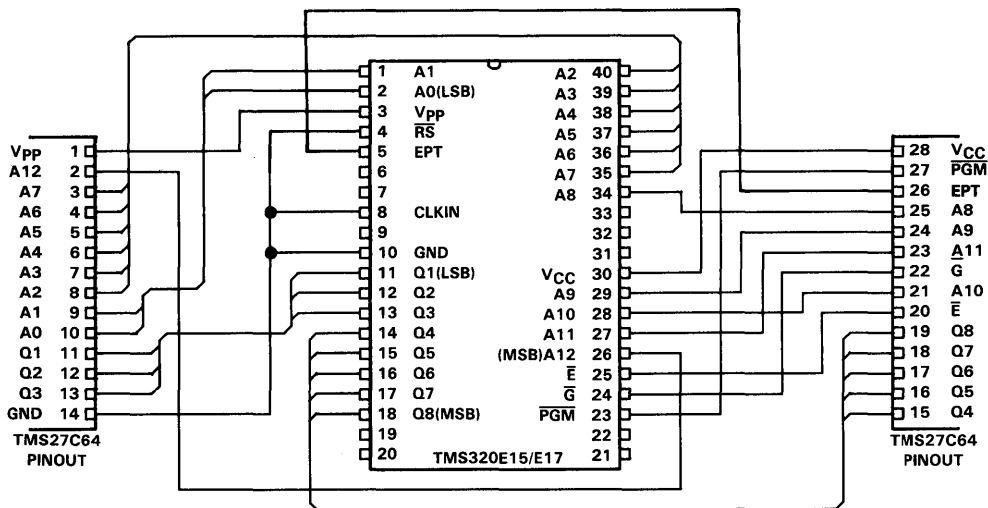 1 A1
2 A0(LSB)
3 VPP
4 R̅S̅
5 EPT
6
7
8 CLKIN
9
10 GND
11 Q1(LSB)
12 Q2
13 Q3
14 Q4
15 Q5
16 Q6
17 Q7
18 Q8(MSB)
19
20
A2 40
A3 39
A4 38
A5 37
A6 36
A7 35
A8 34
33
32
31
VCC 30
A9 29
A10 28
A11 27
(MSB)A12 26
E̅ 25
G̅ 24
P̅G̅M̅ 23
22
21
TMS320E15/E17
VPP 1
A12 2
A7 3
A6 4
A5 5
A4 6
A3 7
A2 8
A1 9
A0 10
Q1 11
Q2 12
Q3 13
GND 14
TMS27C64
PINOUT
28 VCC
27 P̅G̅M̅
26 EPT
25 A8
24 A9
23 A11
22 G̅
21 A10
20 E̅
19 Q8
18 Q7
17 Q6
16 Q5
15 Q4
TMS27C64
PINOUT